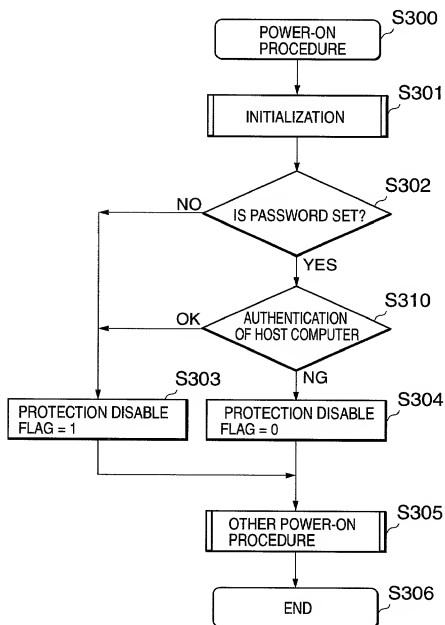 S300
POWER-ON
PROCEDURE
S301
INITIALIZATION
S302
NO
IS PASSWORD SET?
YES
S310
OK
AUTHENTICATION
OF HOST COMPUTER
NG
S303
PROTECTION DISABLE
FLAG = 1
S304
PROTECTION DISABLE
FLAG = 0
S305
OTHER POWER-ON
PROCEDURE
S306
END